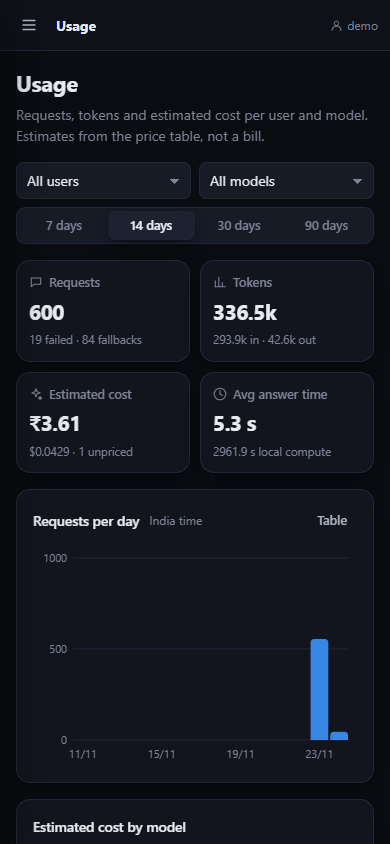 Usage
demo
Usage
Requests, tokens and estimated cost per user and model.
Estimates from the price table, not a bill.
All users
All models
7 days
14 days
30 days
90 days
Requests
600
19 failed · 84 fallbacks
Tokens
336.5k
293.9k in · 42.6k out
Estimated cost
₹3.61
$0.0429 · 1 unpriced
Avg answer time
5.3 s
2961.9 s local compute
Requests per day India time
Table
1000
500
0
11/11
15/11
19/11
23/11
Estimated cost by model